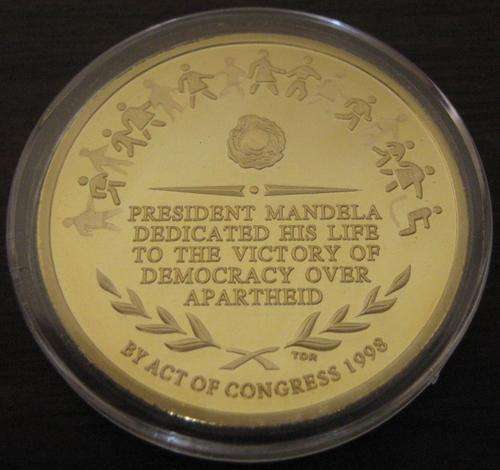 PRESIDENT MANDELA
DEDICATED HIS LIFE
TO THE VICTORY OF
DEMOCRACY OVER
APARTHEID
TDR
BY ACT OF CONGRESS 1998